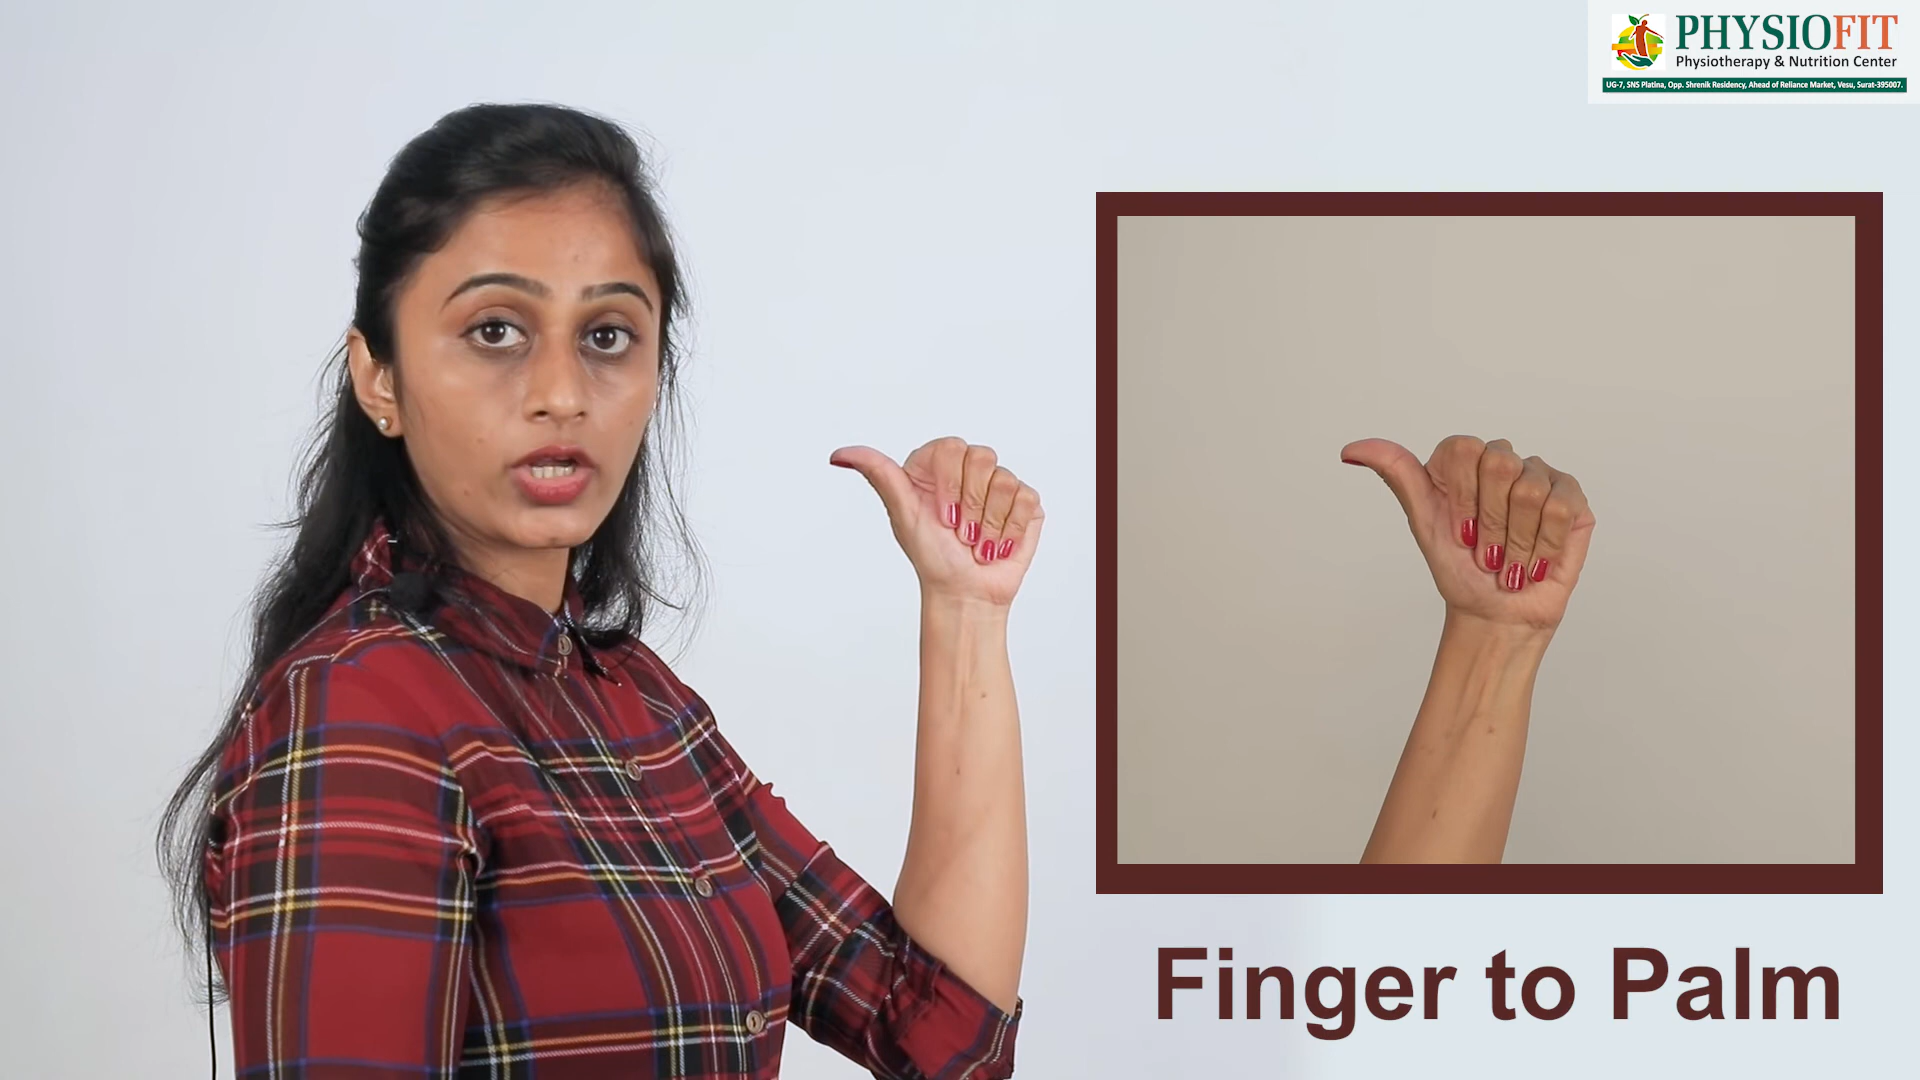 PHYSIOFIT
Physiotherapy & Nutrition Center
UG-7, SNS Platina, Opp. Shrenik Residency, Ahead of Reliance Market, Vesu, Surat-395007.
Finger to Palm